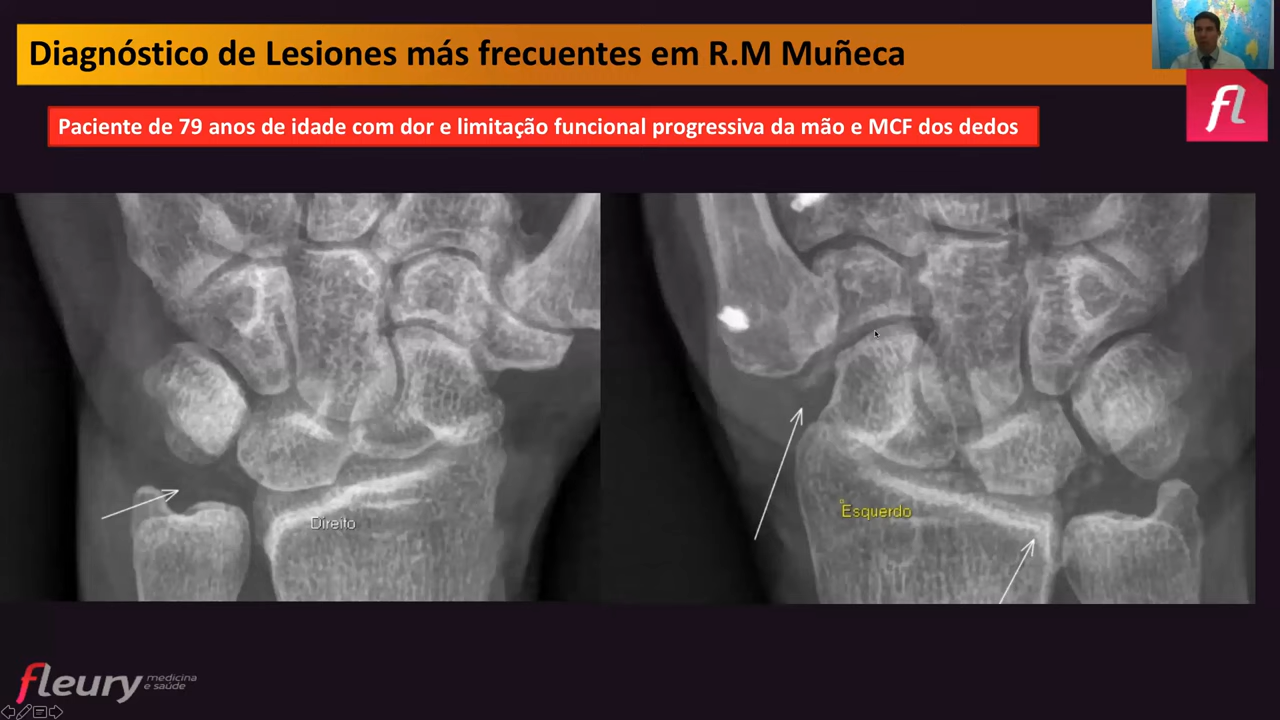 Diagnóstico de Lesiones más frecuentes em R.M Muñeca
fl
Paciente de 79 anos de idade com dor e limitação funcional progressiva da mão e MCF dos dedos
Direito
Esquerdo
fleury medicina
e saúde